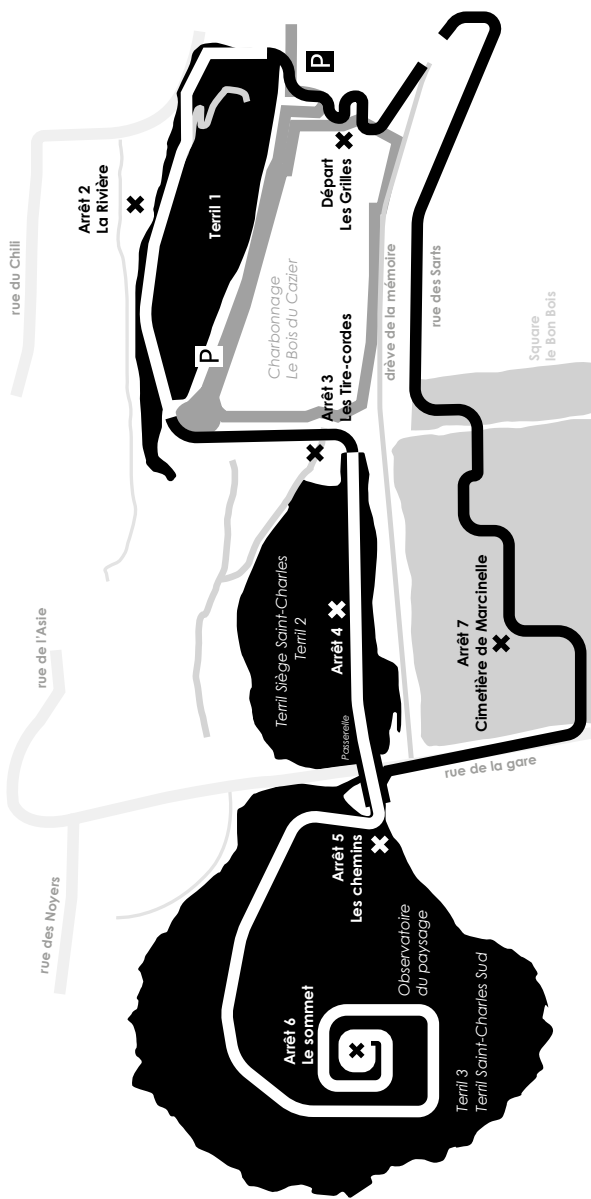 rue des Noyers
rue de l'Asie
rue du Chili
Arrêt 2
La Rivière
Terril 1
P
P
Départ
Les Grilles
Charbonnage
Le Bois du Cazier
Arrêt 3
Les Tire-cordes
drève de la mémoire
rue des Sarts
Square
le Bon Bols
Terril Siège Saint-Charles
Terril 2
Arrêt 4
Passerelle
Arrêt 7
Cimetière de Marcinelle
rue de la gare
Arrêt 5
Les chemins
Observatoire
du paysage
Arrêt 6
Le sommet
Terril 3
Terril Saint-Charles Sud